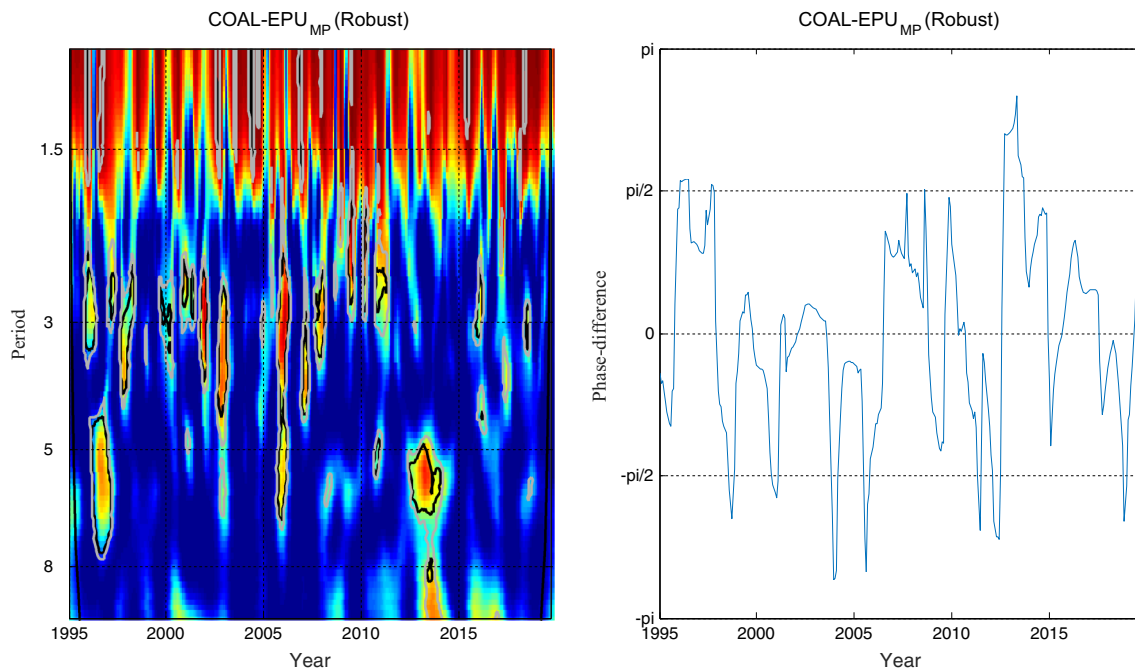 COAL-EPU_MP (Robust)
1.5
3
5
8
Period
1995 2000 2005 2010 2015
Year
COAL-EPU_MP (Robust)
pi
pi/2
0
-pi/2
-pi
Phase-difference
1995 2000 2005 2010 2015
Year